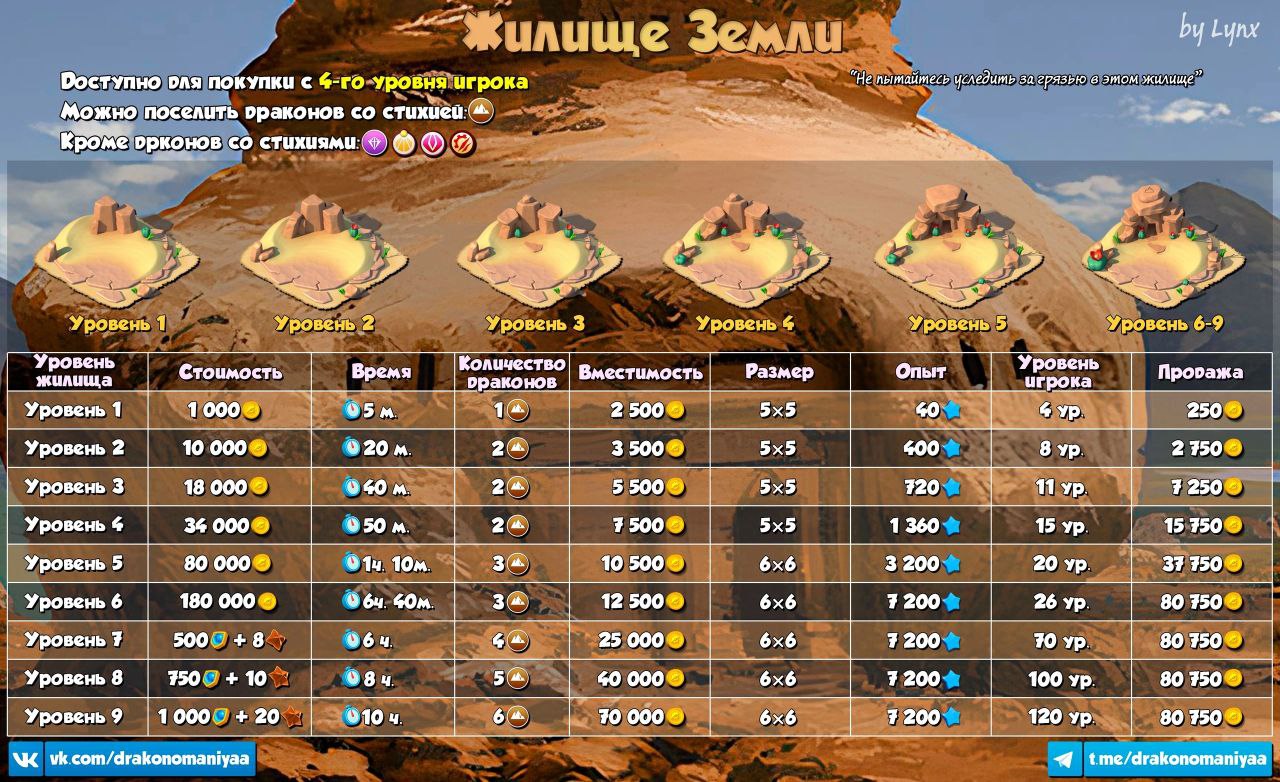 Жилище Земли
by Lynx
Доступно для покупки с 4-го уровня игрока
"Не пытайтесь уследить за грязью в этом жилище"
Можно поселить драконов со стихией:
Кроме дрконов со стихиями:
Уровень 1 Уровень 2 Уровень 3 Уровень 4 Уровень 5 Уровень 6-9
Уровень жилища Стоимость Время Количество драконов Вместимость Размер Опыт Уровень игрока Продажа
Уровень 1 1 000 5 м. 1 2 500 5×5 40 4 ур. 250
Уровень 2 10 000 20 м. 2 3 500 5×5 400 8 ур. 2 750
Уровень 3 18 000 40 м. 2 5 500 5×5 720 11 ур. 7 250
Уровень 4 34 000 50 м. 2 7 500 5×5 1 360 15 ур. 15 750
Уровень 5 80 000 1ч. 10м. 3 10 500 6×6 3 200 20 ур. 37 750
Уровень 6 180 000 6ч. 40м. 3 12 500 6×6 7 200 26 ур. 80 750
Уровень 7 500 + 8 6 ч. 4 25 000 6×6 7 200 70 ур. 80 750
Уровень 8 750 + 10 8 ч. 5 40 000 6×6 7 200 100 ур. 80 750
Уровень 9 1 000 + 20 10 ч. 6 70 000 6×6 7 200 120 ур. 80 750
vk.com/drakonomaniyaa
t.me/drakonomaniyaa